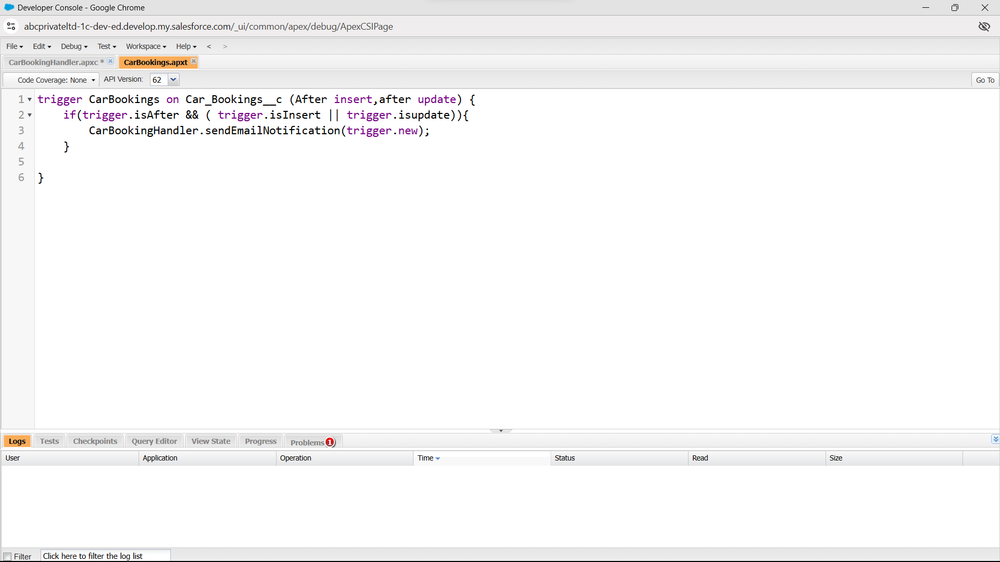 Developer Console - Google Chrome
abcprivateltd-1c-dev-ed.develop.my.salesforce.com/_ui/common/apex/debug/ApexCSIPage
File Edit Debug Test Workspace Help < >
CarBookingHandler.apxc * CarBookings.apxt
Code Coverage: None API Version: 62 Go To
1 trigger CarBookings on Car_Bookings__c (After insert,after update) {
2 if(trigger.isAfter && ( trigger.isInsert || trigger.isupdate)){
3 CarBookingHandler.sendEmailNotification(trigger.new);
4 }
5
6 }
Logs Tests Checkpoints Query Editor View State Progress Problems 1
User Application Operation Time Status Read Size
Filter Click here to filter the log list